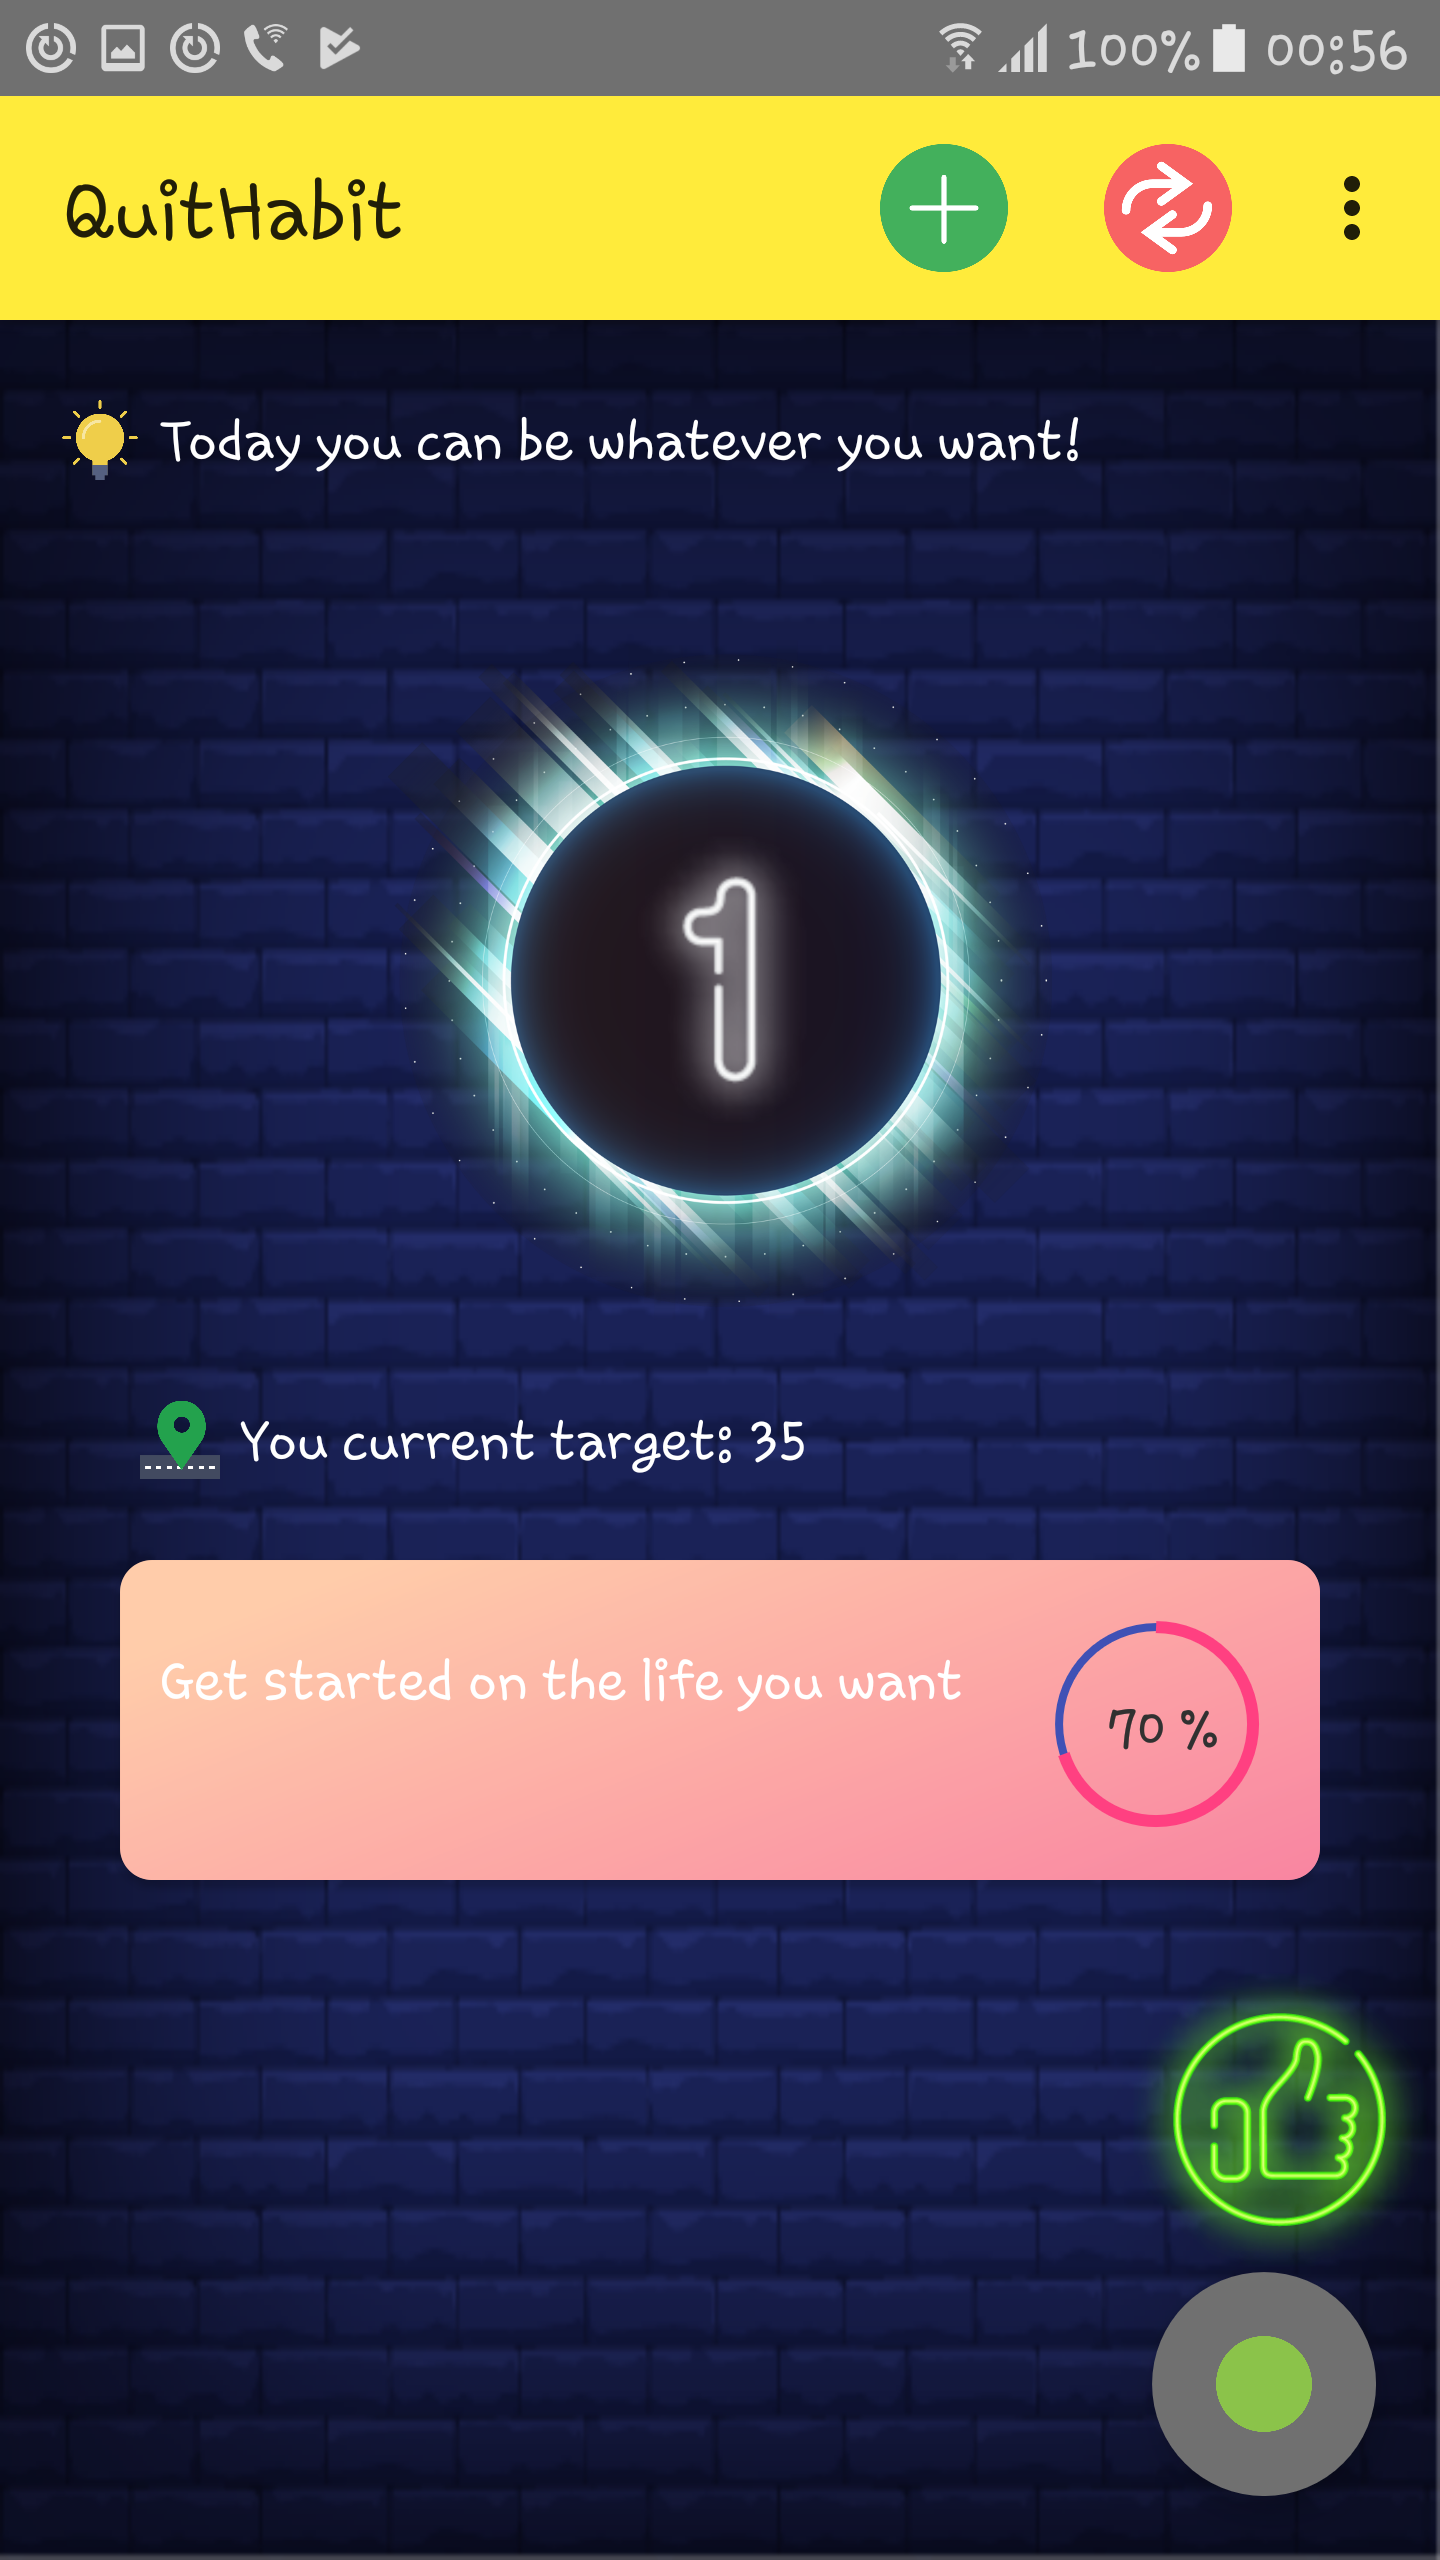 100% 00:56
QuitHabit
Today you can be whatever you want!
1
You current target: 35
Get started on the life you want
70 %